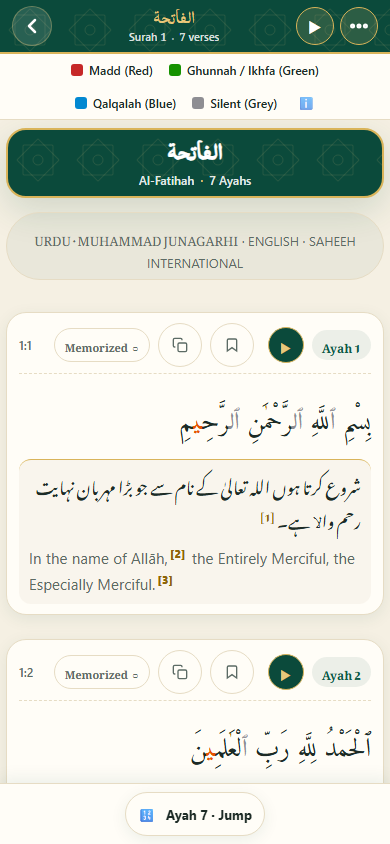 الفاتحة
Surah 1 · 7 verses
Madd (Red) Ghunnah / Ikhfa (Green)
Qalqalah (Blue) Silent (Grey)
الفاتحة
Al-Fatihah · 7 Ayahs
URDU · MUHAMMAD JUNAGARHI · ENGLISH · SAHEEH
INTERNATIONAL
1:1 Memorized Ayah 1
بِسْمِ ٱللَّهِ ٱلرَّحْمَٰنِ ٱلرَّحِيمِ
شروع کرتا ہوں اللہ تعالیٰ کے نام سے جو بڑا مہربان نہایت
رحم والا ہے۔ [1]
In the name of Allāh,[2] the Entirely Merciful, the
Especially Merciful.[3]
1:2 Memorized Ayah 2
ٱلْحَمْدُ لِلَّهِ رَبِّ ٱلْعَٰلَمِينَ
Ayah 7 · Jump